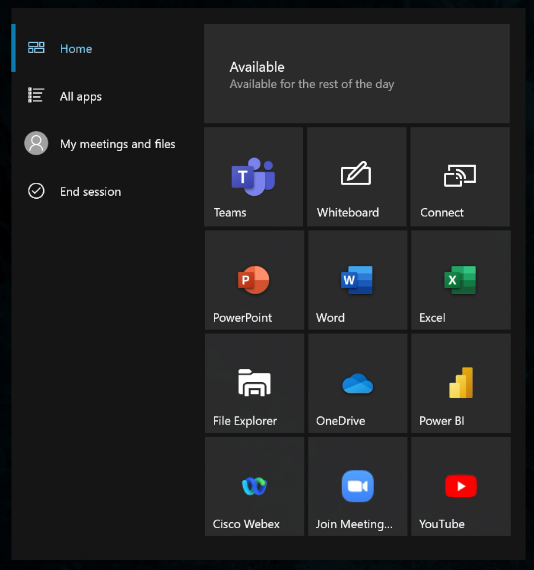 Home
All apps
My meetings and files
End session
Available
Available for the rest of the day
T
Teams
Whiteboard
Connect
P
PowerPoint
W
Word
X
Excel
File Explorer
OneDrive
Power BI
Cisco Webex
Join Meeting...
YouTube